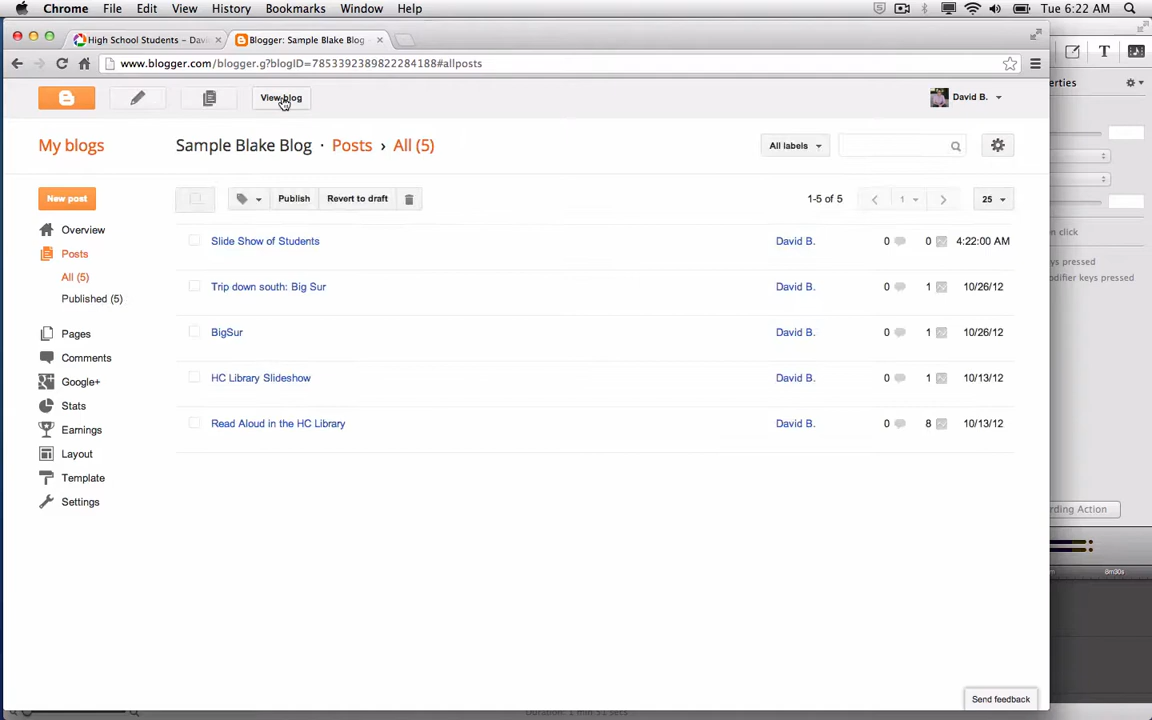 Chrome File Edit View History Bookmarks Window Help Tue 6:22 AM
High School Students – Davi
Blogger: Sample Blake Blog
www.blogger.com/blogger.g?blogID=7853392389822284188#allposts
T
erties
View blog
David B.
My blogs
Sample Blake Blog · Posts › All (5)
All labels
New post
Publish
Revert to draft
1-5 of 5
1
25
Overview
Posts
All (5)
Published (5)
Pages
Comments
Google+
Stats
Earnings
Layout
Template
Settings
Slide Show of Students David B. 0 0 4:22:00 AM
Trip down south: Big Sur David B. 0 1 10/26/12
BigSur David B. 0 1 10/26/12
HC Library Slideshow David B. 0 1 10/13/12
Read Aloud in the HC Library David B. 0 8 10/13/12
n click
ys pressed
odifier keys pressed
rding Action
6m30s
Send feedback